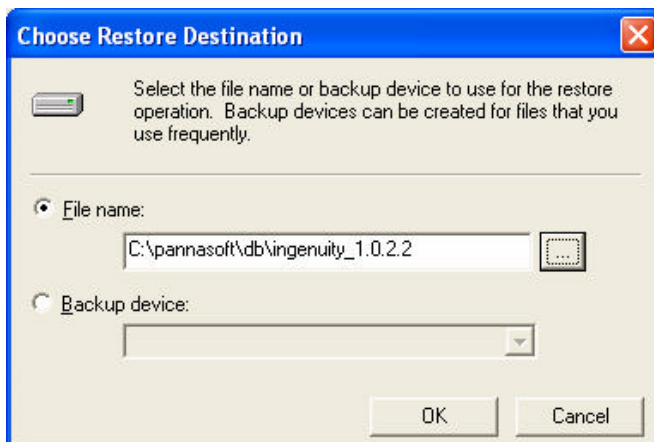 Choose Restore Destination
Select the file name or backup device to use for the restore
operation. Backup devices can be created for files that you
use frequently.
File name:
C:\pannasoft\db\ingenuity_1.0.2.2
...
Backup device:
OK Cancel